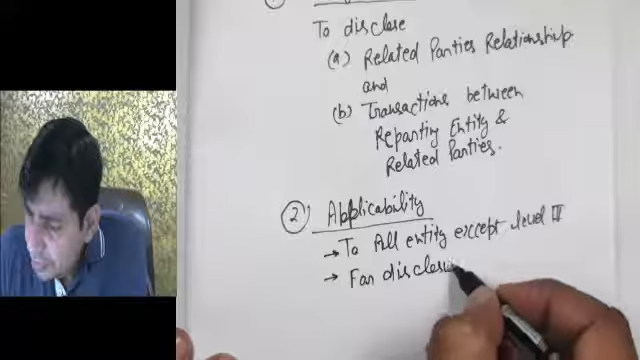 To disclose
(a) Related Parties Relationship
and
(b) Transactions between
Reporting Entity &
Related Parties.
2 Applicability
→ To All entity except level III
→ For disclosu